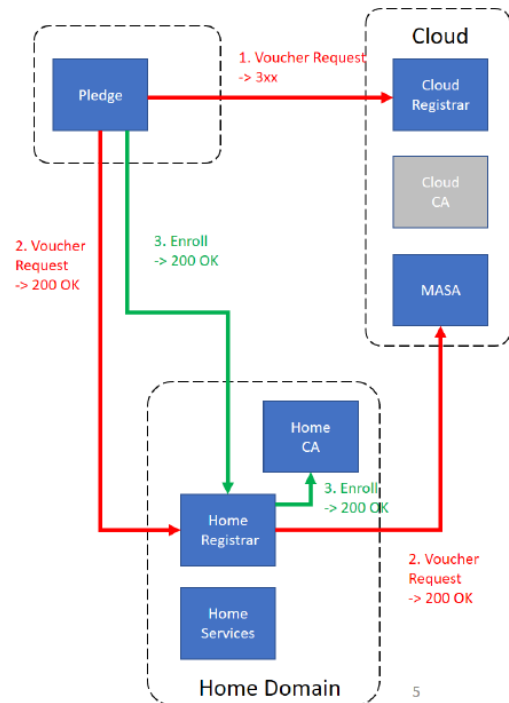 Cloud
1. Voucher Request
-> 3xx
Pledge
Cloud
Registrar
Cloud
CA
2. Voucher
Request
-> 200 OK
3. Enroll
-> 200 OK
MASA
Home
CA
3. Enroll
-> 200 OK
Home
Registrar
2. Voucher
Request
-> 200 OK
Home
Services
Home Domain
5